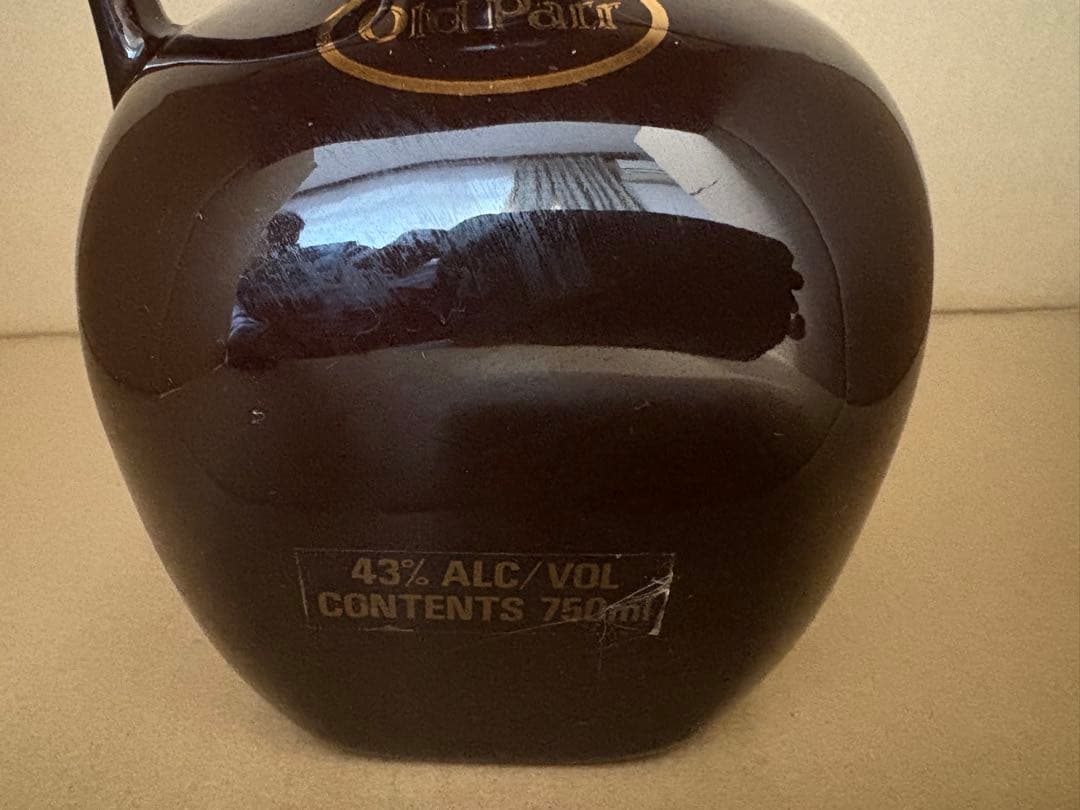 Old Parr
43% ALC/VOL
CONTENTS 750ml